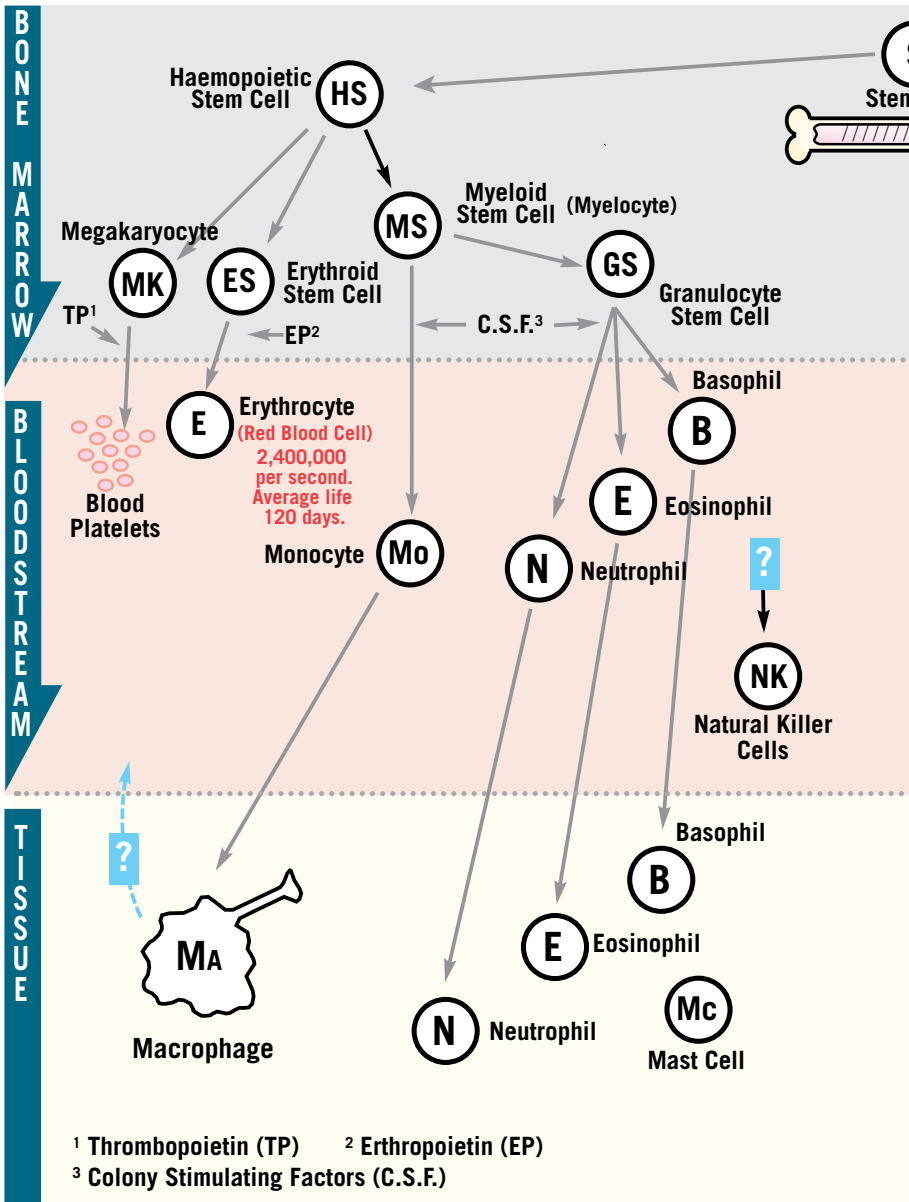 BONE MARROW
S
Stem
Haemopoietic
Stem Cell
HS
MS
Myeloid
Stem Cell (Myelocyte)
Megakaryocyte
MK
ES
Erythroid
Stem Cell
GS
Granulocyte
Stem Cell
TP¹
EP²
C.S.F.³
BLOODSTREAM
Basophil
B
E
Erythrocyte
(Red Blood Cell)
2,400,000
per second.
Average life
120 days.
Blood
Platelets
E
Eosinophil
Monocyte
Mo
N
Neutrophil
?
NK
Natural Killer
Cells
TISSUE
?
MA
Macrophage
Basophil
B
E
Eosinophil
N
Neutrophil
Mc
Mast Cell
¹ Thrombopoietin (TP) ² Erthropoietin (EP)
³ Colony Stimulating Factors (C.S.F.)